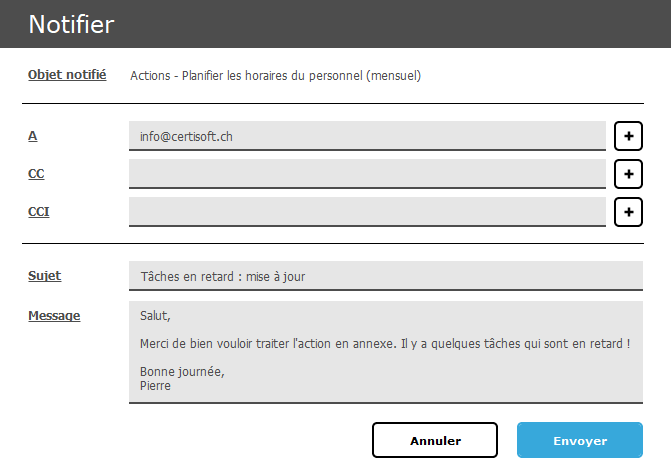 Notifier
Objet notifié Actions - Planifier les horaires du personnel (mensuel)
A info@certisoft.ch +
CC +
CCI +
Sujet Tâches en retard : mise à jour
Message Salut,
Merci de bien vouloir traiter l'action en annexe. Il y a quelques tâches qui sont en retard !
Bonne journée,
Pierre
Annuler Envoyer